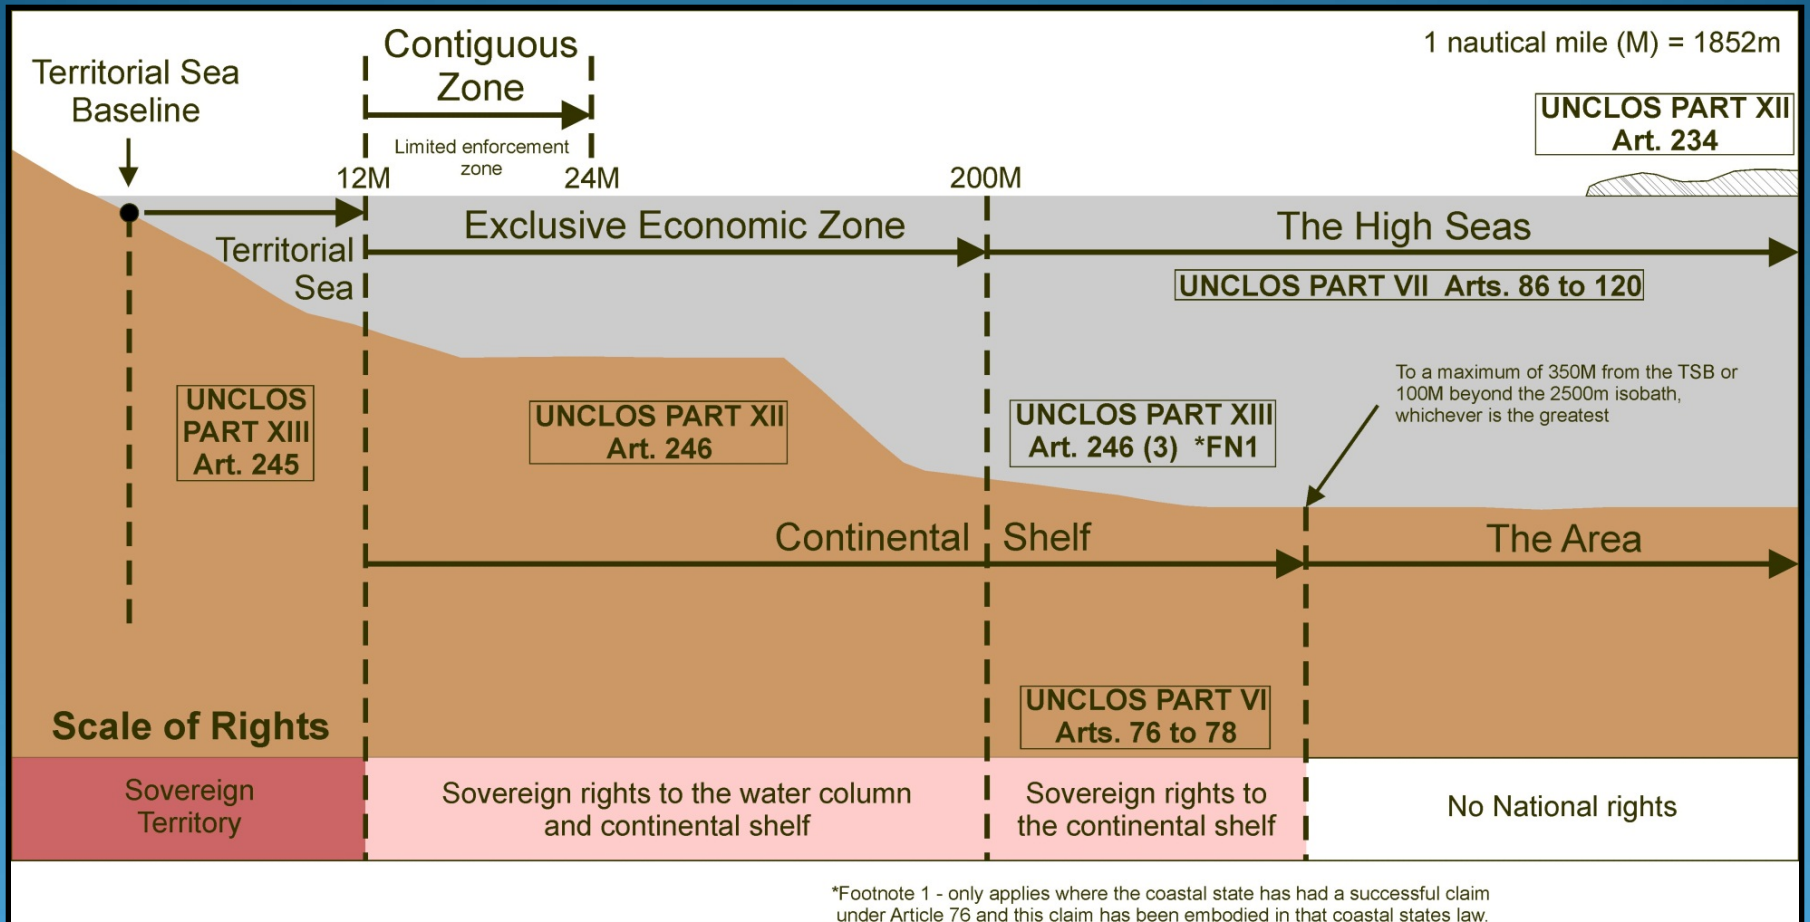 Territorial Sea
Baseline
Contiguous
Zone
Limited enforcement
zone
1 nautical mile (M) = 1852m
UNCLOS PART XII
Art. 234
12M
24M
200M
Territorial
Sea
Exclusive Economic Zone
The High Seas
UNCLOS PART VII Arts. 86 to 120
To a maximum of 350M from the TSB or
100M beyond the 2500m isobath,
whichever is the greatest
UNCLOS
PART XIII
Art. 245
UNCLOS PART XII
Art. 246
UNCLOS PART XIII
Art. 246 (3) *FN1
Continental Shelf
The Area
UNCLOS PART VI
Arts. 76 to 78
Scale of Rights
Sovereign
Territory
Sovereign rights to the water column
and continental shelf
Sovereign rights to
the continental shelf
No National rights
*Footnote 1 - only applies where the coastal state has had a successful claim
under Article 76 and this claim has been embodied in that coastal states law.